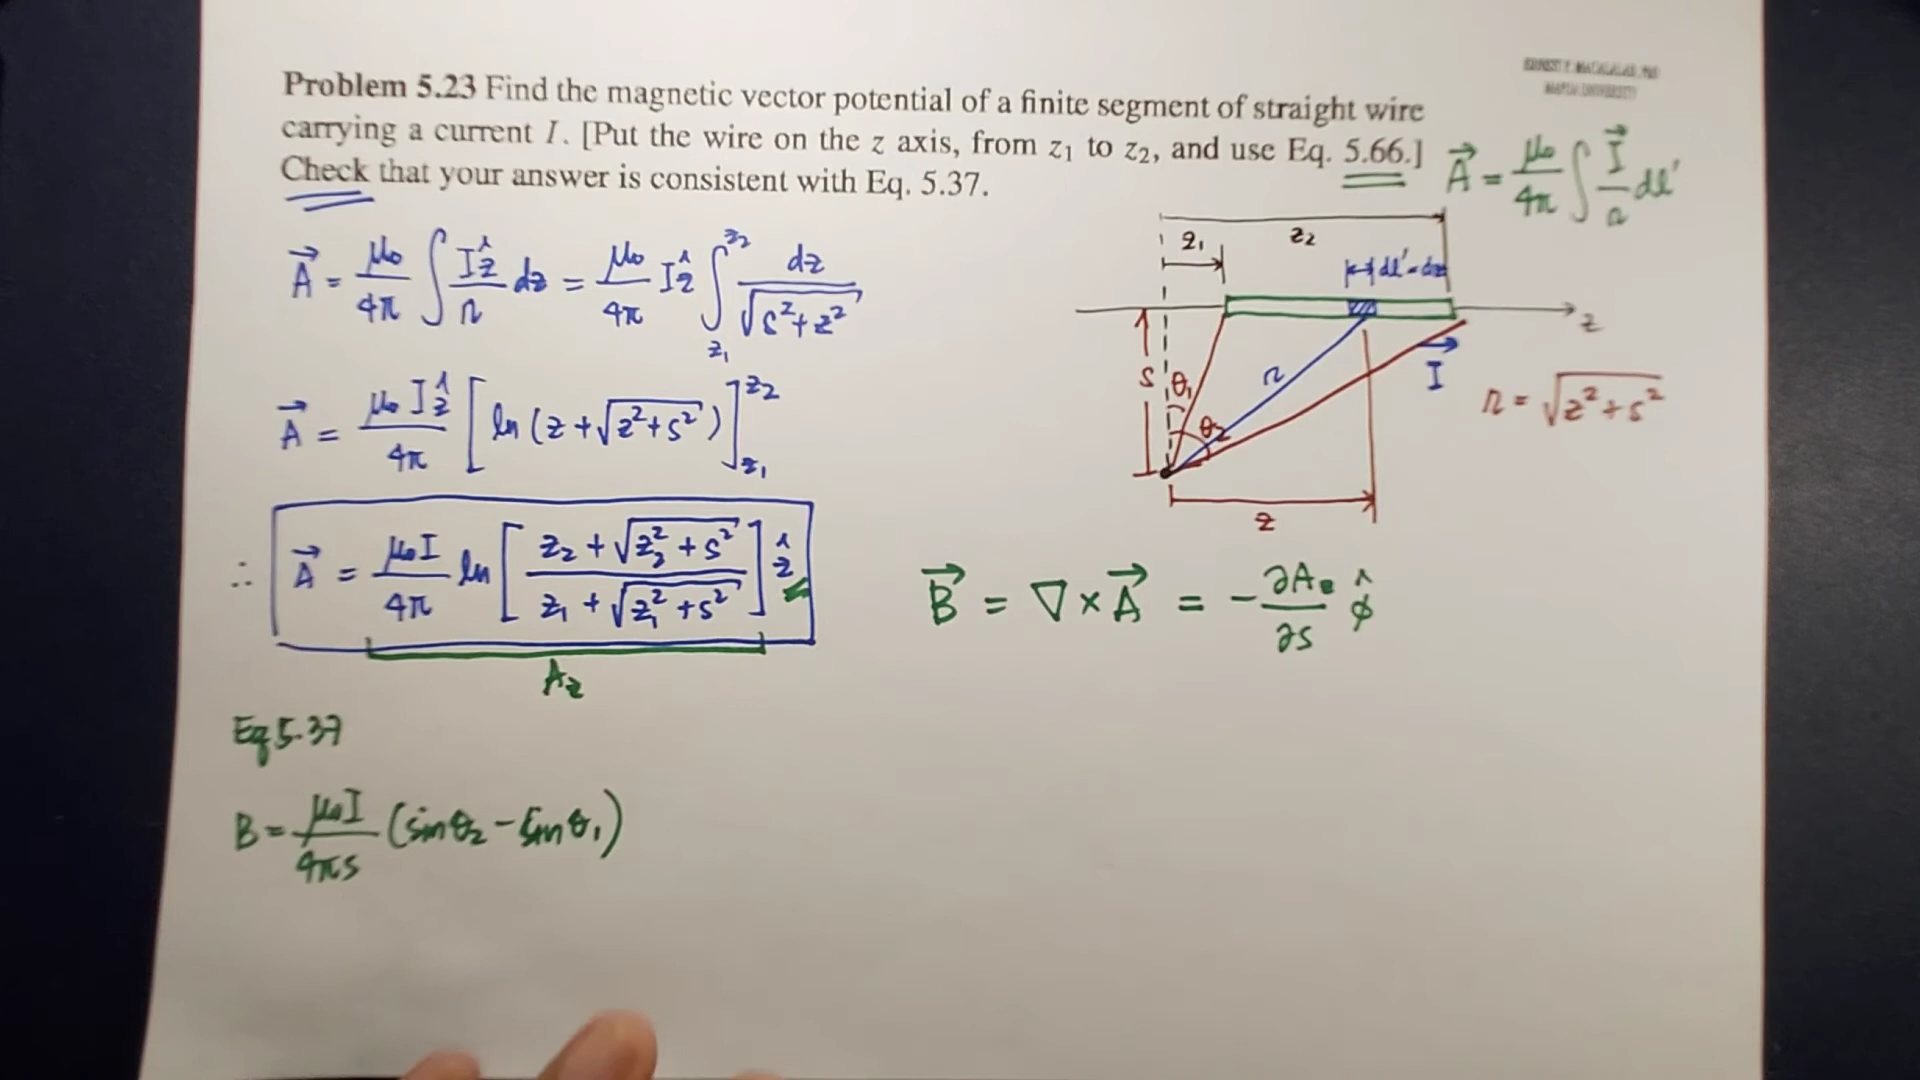 Problem 5.23 Find the magnetic vector potential of a finite segment of straight wire
carrying a current I. [Put the wire on the z axis, from z₁ to z₂, and use Eq. 5.66.]
Check that your answer is consistent with Eq. 5.37.
A⃗ = μ₀/4π ∫ I⃗/r dl'
A⃗ = μ₀/4π ∫ Iẑ/r dz = μ₀/4π Iẑ ∫_{z₁}^{z₂} dz/√(s²+z²)
A⃗ = μ₀Iẑ/4π [ln(z+√(z²+s²))]_{z₁}^{z₂}
∴ A⃗ = μ₀I/4π ln[(z₂+√(z₂²+s²))/(z₁+√(z₁²+s²))] ẑ
A_z
z₁
z₂
dl'=dz
z
s
θ₁
θ₂
r
I⃗
z
r = √(z²+s²)
B⃗ = ∇×A⃗ = -∂A_z/∂s φ̂
Eq 5.37
B = μ₀I/4πs (sinθ₂ - sinθ₁)